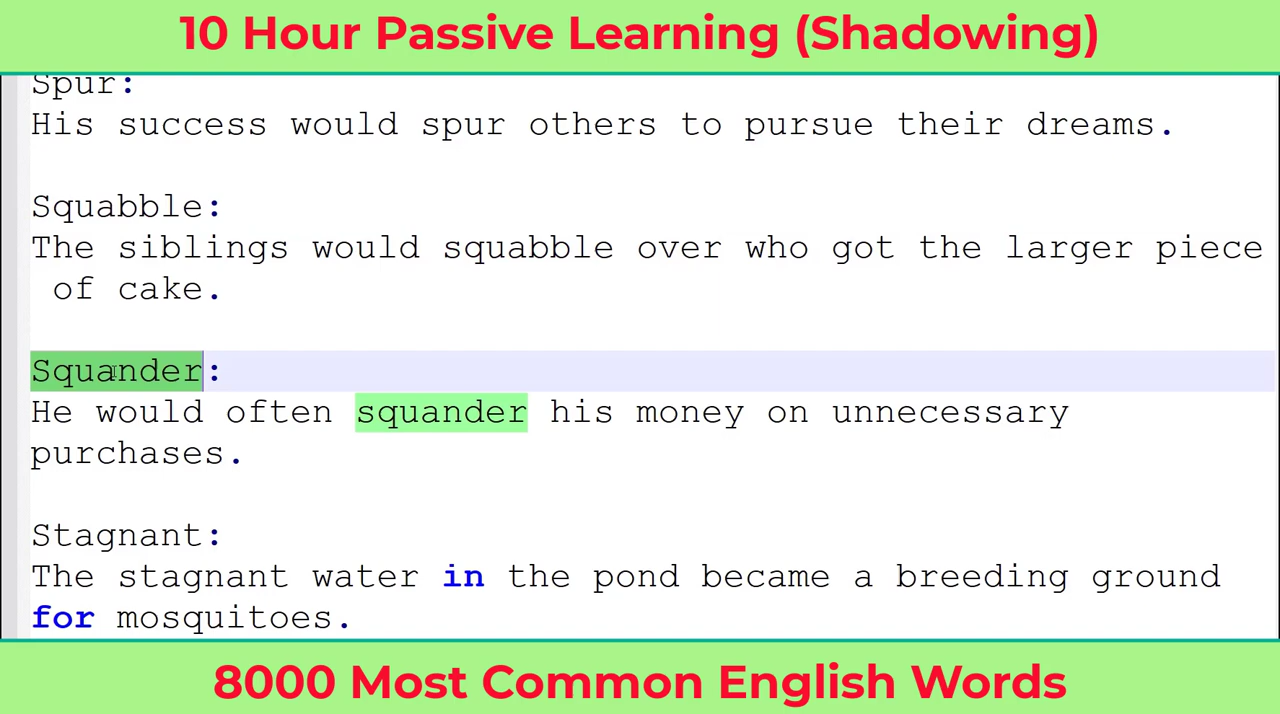 10 Hour Passive Learning (Shadowing)
Spur:
His success would spur others to pursue their dreams.
Squabble:
The siblings would squabble over who got the larger piece
of cake.
Squander:
He would often squander his money on unnecessary
purchases.
Stagnant:
The stagnant water in the pond became a breeding ground
for mosquitoes.
8000 Most Common English Words